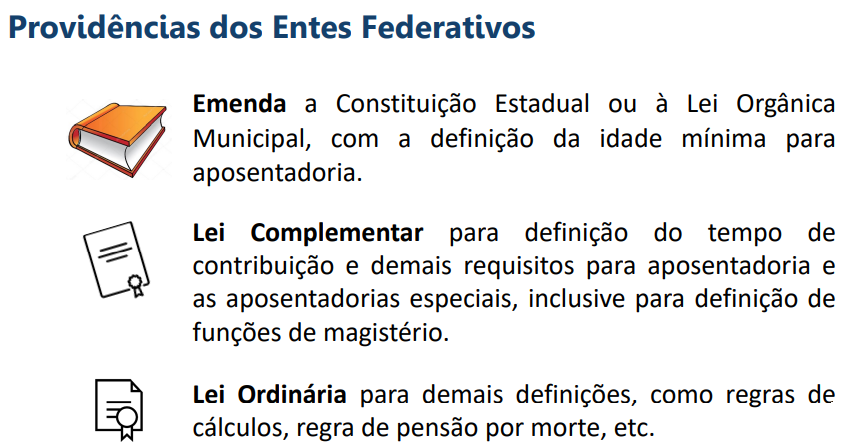 Providências dos Entes Federativos
Emenda a Constituição Estadual ou à Lei Orgânica
Municipal, com a definição da idade mínima para
aposentadoria.
Lei Complementar para definição do tempo de
contribuição e demais requisitos para aposentadoria e
as aposentadorias especiais, inclusive para definição de
funções de magistério.
Lei Ordinária para demais definições, como regras de
cálculos, regra de pensão por morte, etc.